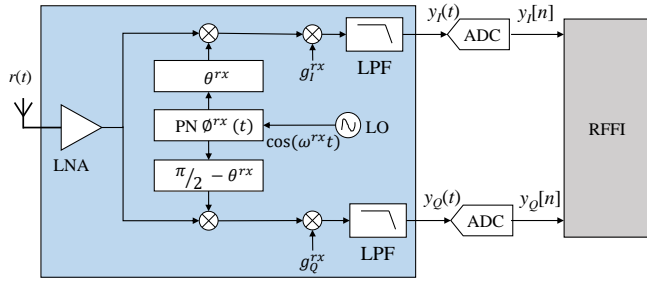 y_I(t) y_I[n]
ADC
θ^{rx} g_I^{rx} LPF
r(t)
PN ∅^{rx}(t) LO RFFI
cos(ω^{rx}t)
LNA
π/2 − θ^{rx}
y_Q(t) y_Q[n]
ADC
g_Q^{rx} LPF